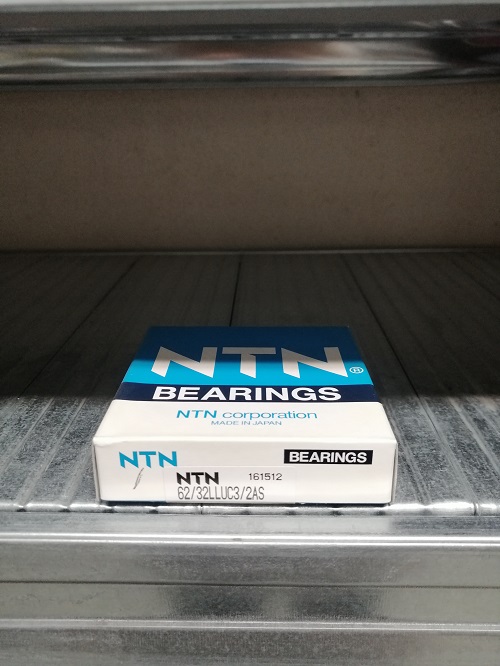 NTN®
BEARINGS
NTN corporation
MADE IN JAPAN
NTN BEARINGS
NTN 161512
62/32LLUC3/2AS